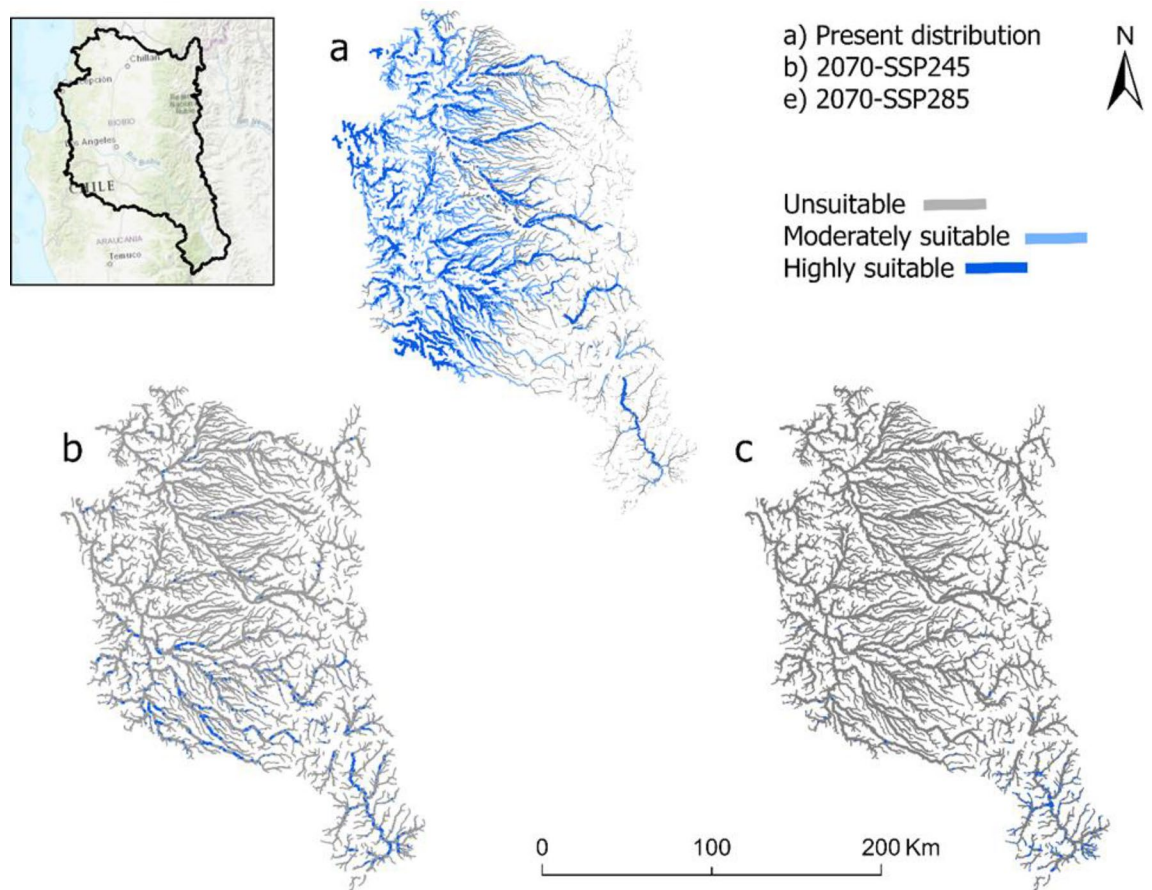 Chillan
BIOBIO
Los Angeles
CHILE
ARAUCANIA
Temuco
a
a) Present distribution
b) 2070-SSP245
e) 2070-SSP285
N
Unsuitable
Moderately suitable
Highly suitable
b
c
0 100 200 Km